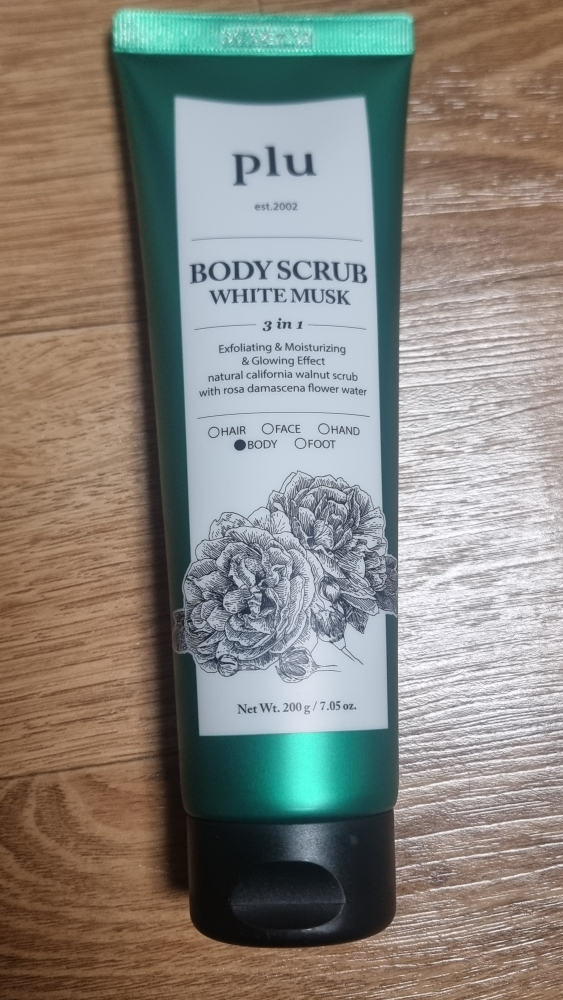 plu
est.2002
BODY SCRUB
WHITE MUSK
3 in 1
Exfoliating & Moisturizing
& Glowing Effect
natural california walnut scrub
with rosa damascena flower water
HAIR FACE HAND
BODY FOOT
Net Wt. 200 g / 7.05 oz.